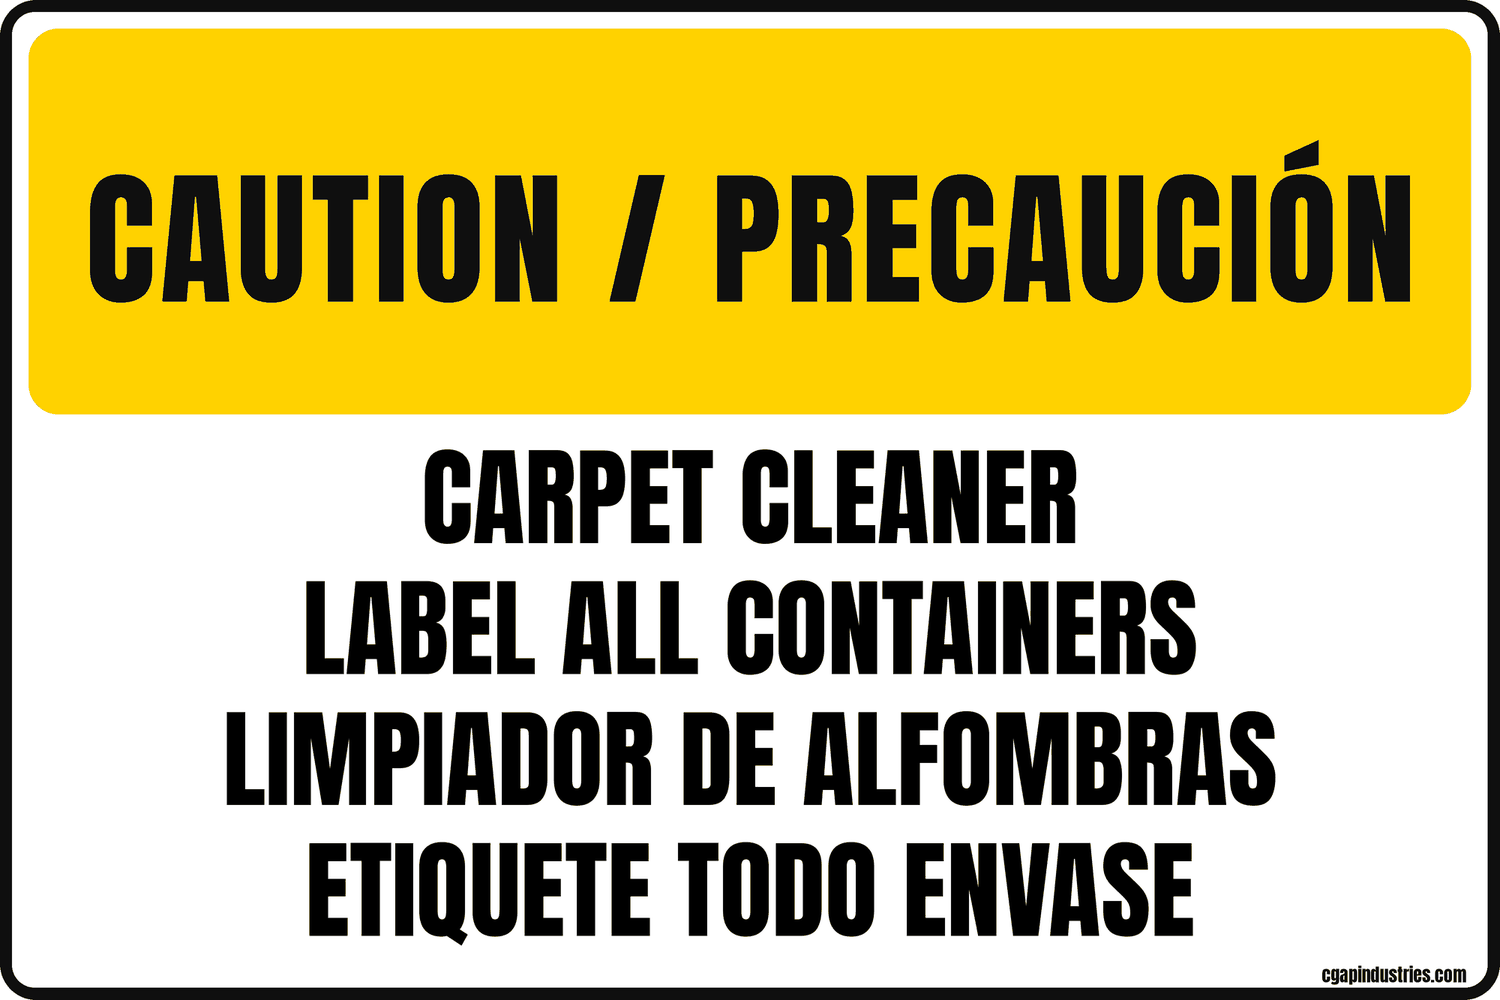 CAUTION / PRECAUCIÓN
CARPET CLEANER
LABEL ALL CONTAINERS
LIMPIADOR DE ALFOMBRAS
ETIQUETE TODO ENVASE
cgapindustries.com